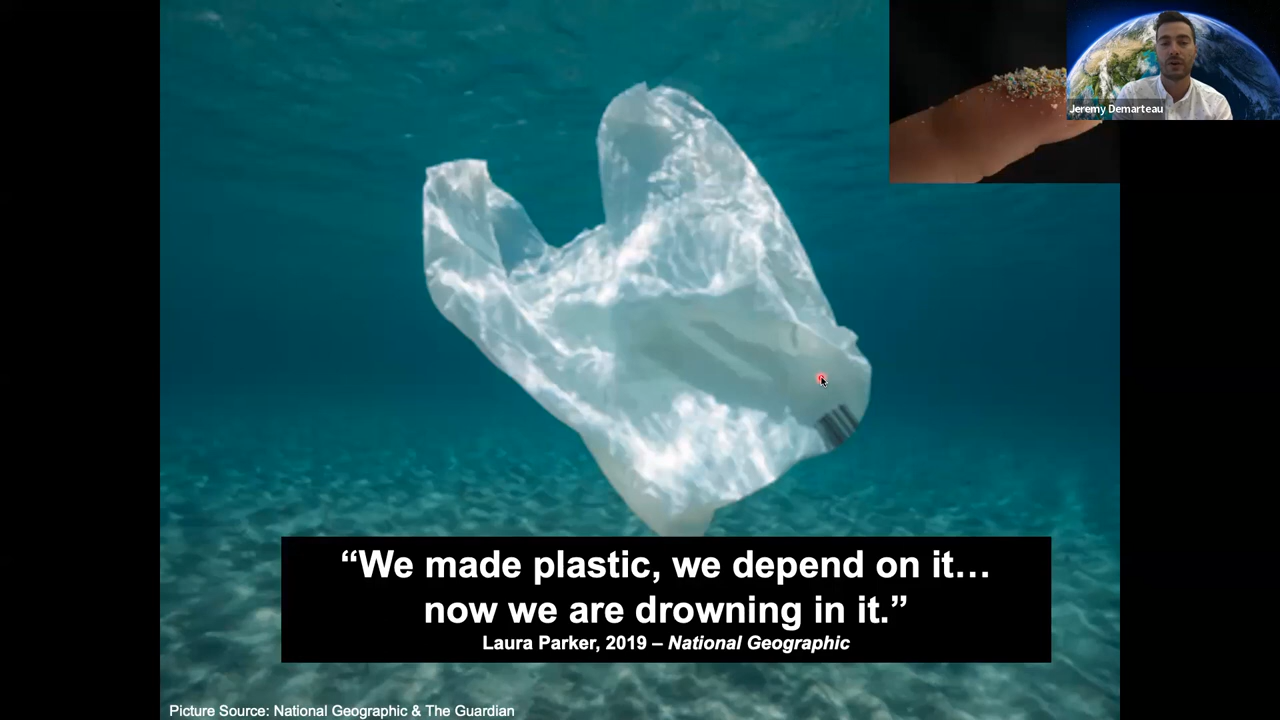 Jeremy Demarteau
“We made plastic, we depend on it…
now we are drowning in it.”
Laura Parker, 2019 – National Geographic
Picture Source: National Geographic & The Guardian